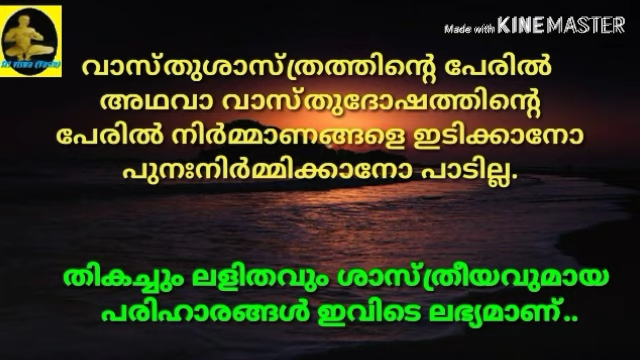 Made with KINEMASTER
വാസ്തുശാസ്ത്രത്തിന്റെ പേരിൽ
അഥവാ വാസ്തുദോഷത്തിന്റെ
പേരിൽ നിർമ്മാണങ്ങളെ ഇടിക്കാനോ
പുനഃനിർമ്മിക്കാനോ പാടില്ല.
തികച്ചും ലളിതവും ശാസ്ത്രീയവുമായ
പരിഹാരങ്ങൾ ഇവിടെ ലഭ്യമാണ്..